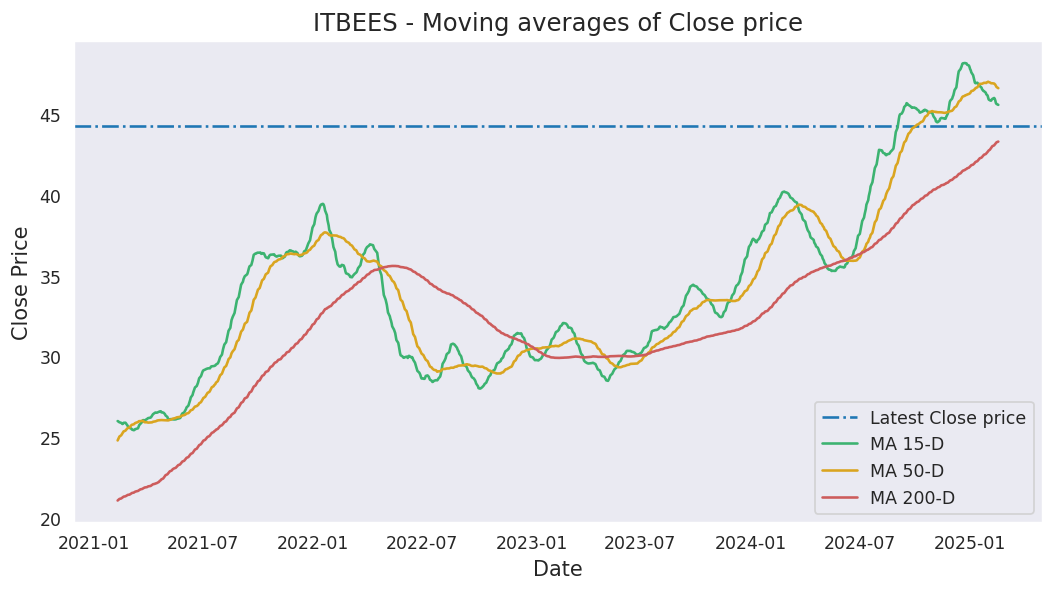 ITBEES - Moving averages of Close price
Close Price
45
40
35
30
25
20
Latest Close price
MA 15-D
MA 50-D
MA 200-D
2021-01 2021-07 2022-01 2022-07 2023-01 2023-07 2024-01 2024-07 2025-01
Date